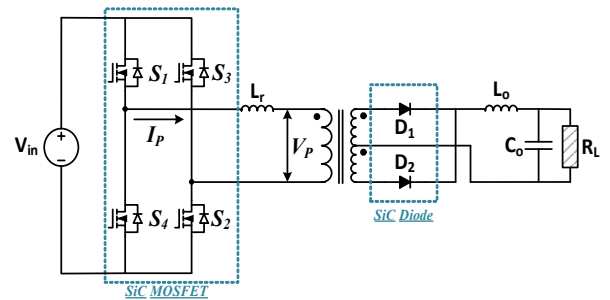 S1
S3
Lr
Lo
IP
Vin
VP
D1
Co
RL
D2
S4
S2
SiC Diode
SiC MOSFET